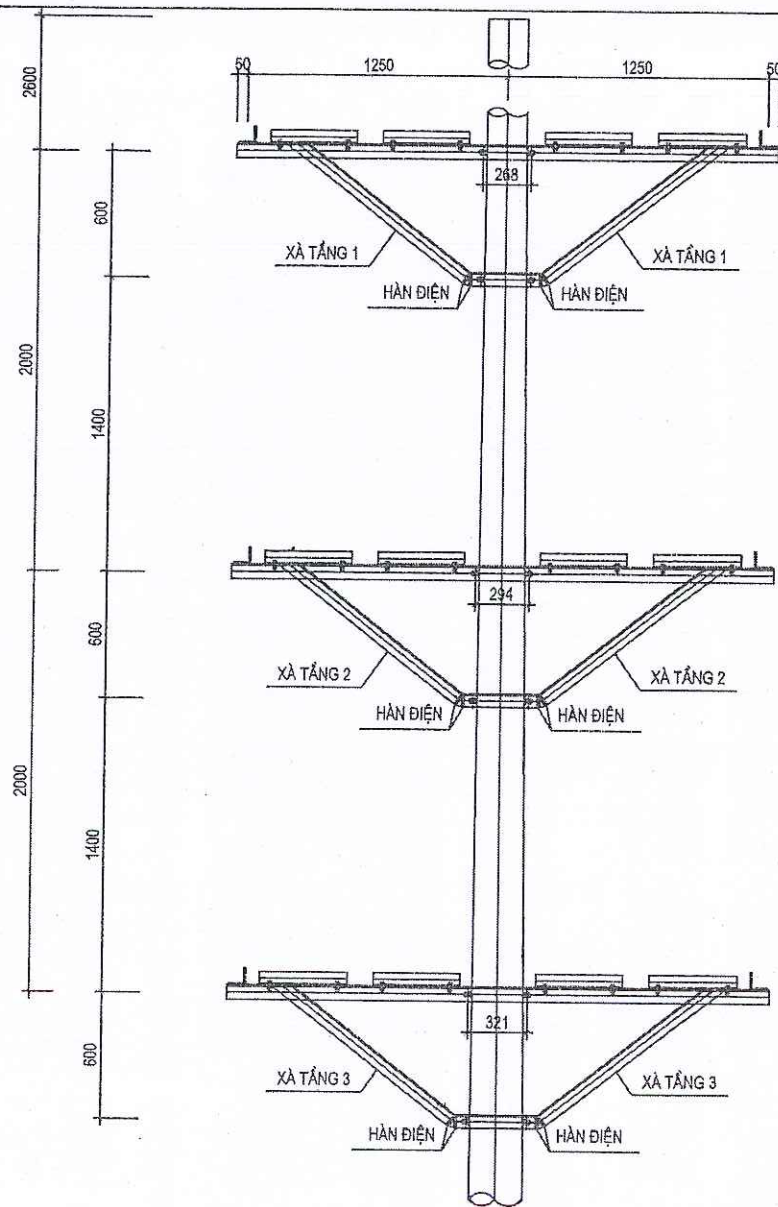 50 1250 1250 50
2600
268
600
XÀ TẦNG 1 XÀ TẦNG 1
HÀN ĐIỆN HÀN ĐIỆN
2000
1400
294
600
XÀ TẦNG 2 XÀ TẦNG 2
HÀN ĐIỆN HÀN ĐIỆN
2000
1400
321
600
XÀ TẦNG 3 XÀ TẦNG 3
HÀN ĐIỆN HÀN ĐIỆN